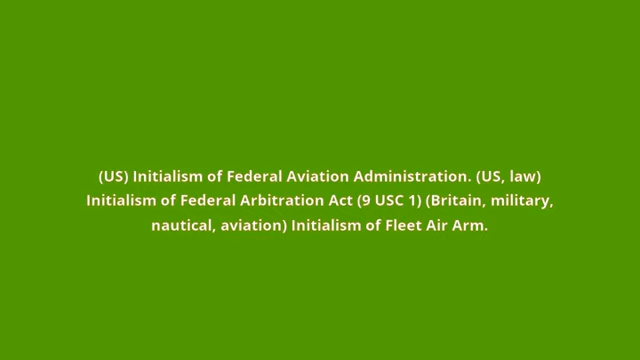 (US) Initialism of Federal Aviation Administration. (US, law)
Initialism of Federal Arbitration Act (9 USC 1) (Britain, military,
nautical, aviation) Initialism of Fleet Air Arm.